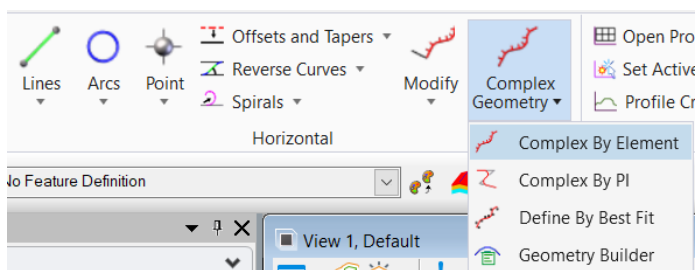 Offsets and Tapers
Open Pro
Reverse Curves
Set Active
Lines
Arcs
Point
Modify
Complex
Geometry
Spirals
Profile Cr
Horizontal
Complex By Element
No Feature Definition
Complex By PI
Define By Best Fit
View 1, Default
Geometry Builder